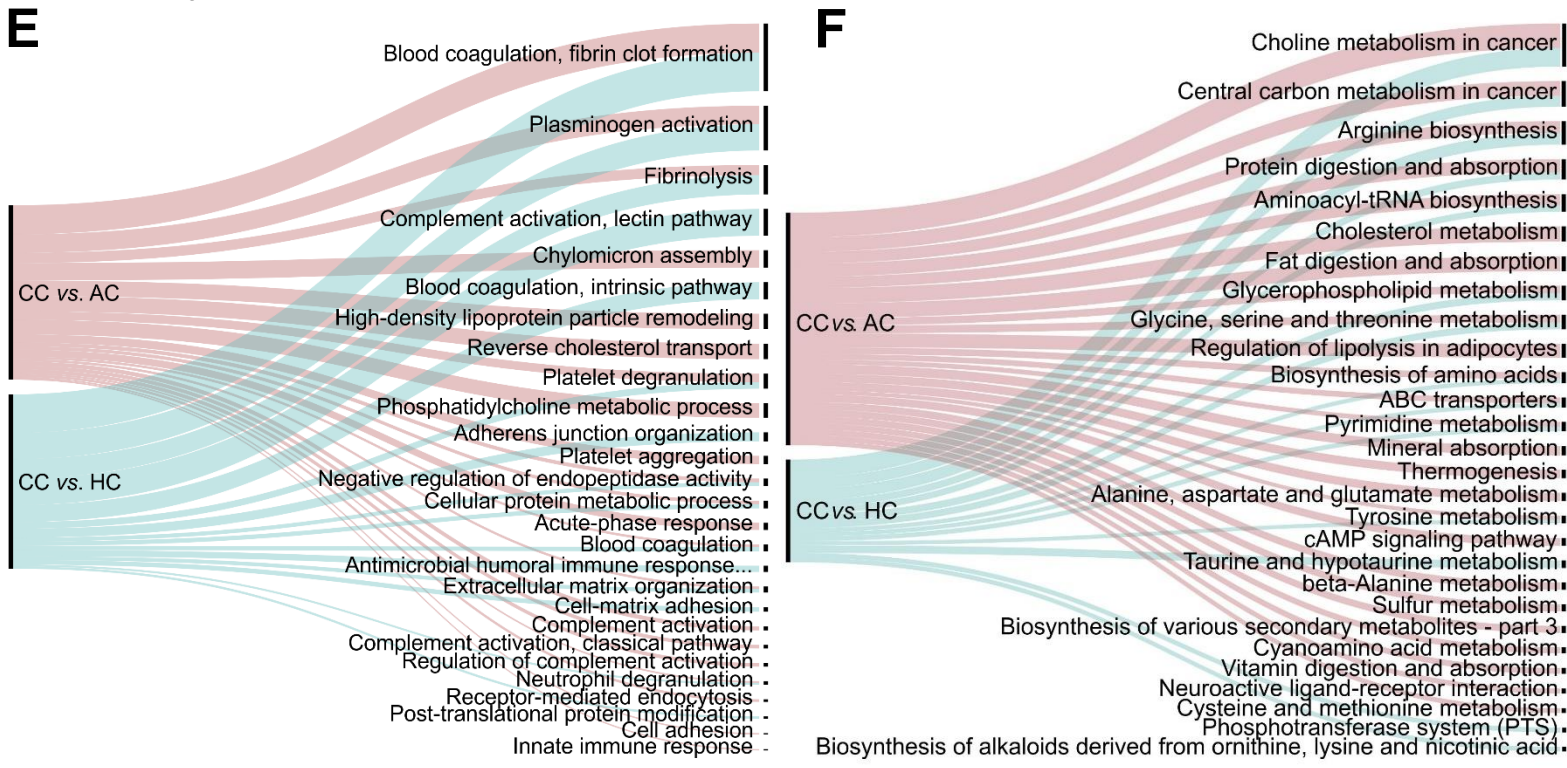 E
Blood coagulation, fibrin clot formation
Plasminogen activation
Fibrinolysis
Complement activation, lectin pathway
Chylomicron assembly
Blood coagulation, intrinsic pathway
High-density lipoprotein particle remodeling
Reverse cholesterol transport
Platelet degranulation
Phosphatidylcholine metabolic process
Adherens junction organization
Platelet aggregation
Negative regulation of endopeptidase activity
Cellular protein metabolic process
Acute-phase response
Blood coagulation
Antimicrobial humoral immune response...
Extracellular matrix organization
Cell-matrix adhesion
Complement activation
Complement activation, classical pathway
Regulation of complement activation
Neutrophil degranulation
Receptor-mediated endocytosis
Post-translational protein modification
Cell adhesion
Innate immune response
CC vs. AC
CC vs. HC
F
Choline metabolism in cancer
Central carbon metabolism in cancer
Arginine biosynthesis
Protein digestion and absorption
Aminoacyl-tRNA biosynthesis
Cholesterol metabolism
Fat digestion and absorption
Glycerophospholipid metabolism
Glycine, serine and threonine metabolism
Regulation of lipolysis in adipocytes
Biosynthesis of amino acids
ABC transporters
Pyrimidine metabolism
Mineral absorption
Thermogenesis
Alanine, aspartate and glutamate metabolism
Tyrosine metabolism
cAMP signaling pathway
Taurine and hypotaurine metabolism
beta-Alanine metabolism
Sulfur metabolism
Biosynthesis of various secondary metabolites - part 3
Cyanoamino acid metabolism
Vitamin digestion and absorption
Neuroactive ligand-receptor interaction
Cysteine and methionine metabolism
Phosphotransferase system (PTS)
Biosynthesis of alkaloids derived from ornithine, lysine and nicotinic acid
CC vs. AC
CC vs. HC